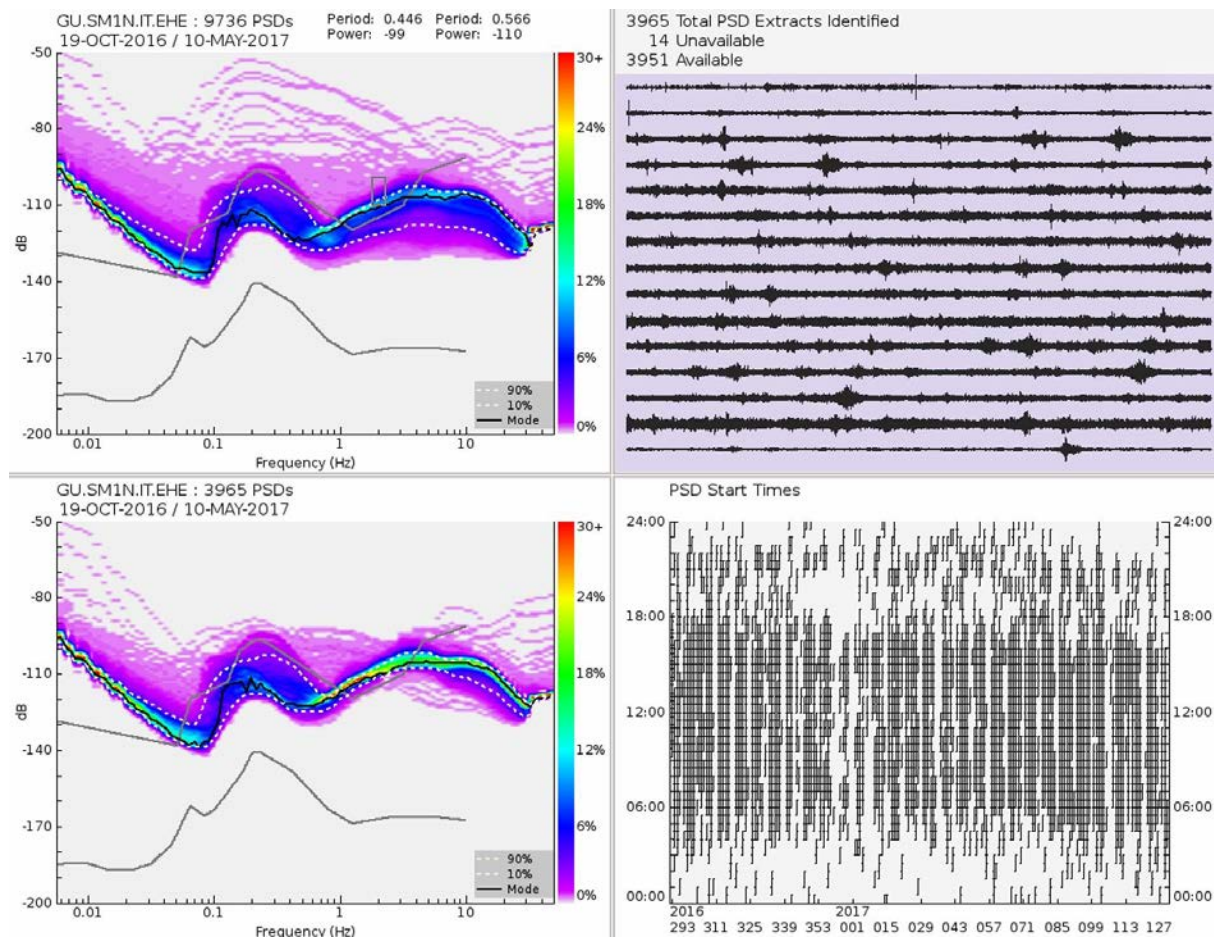 GU.SM1N.IT.EHE : 9736 PSDs
19-OCT-2016 / 10-MAY-2017
Period: 0.446 Period: 0.566
Power: -99 Power: -110
-50
-80
-110
-140
-170
-200
dB
0.01 0.1 1 10
Frequency (Hz)
90%
10%
Mode
30+
24%
18%
12%
6%
0%
3965 Total PSD Extracts Identified
14 Unavailable
3951 Available
GU.SM1N.IT.EHE : 3965 PSDs
19-OCT-2016 / 10-MAY-2017
-50
-80
-110
-140
-170
-200
dB
0.01 0.1 1 10
Frequency (Hz)
90%
10%
Mode
30+
24%
18%
12%
6%
0%
PSD Start Times
24:00 24:00
18:00 18:00
12:00 12:00
06:00 06:00
00:00 00:00
2016 2017
293 311 325 339 353 001 015 029 043 057 071 085 099 113 127